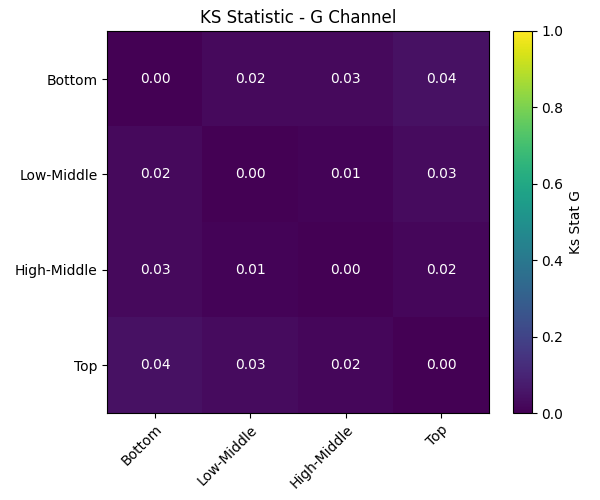 KS Statistic - G Channel
Bottom 0.00 0.02 0.03 0.04
Low-Middle 0.02 0.00 0.01 0.03
High-Middle 0.03 0.01 0.00 0.02
Top 0.04 0.03 0.02 0.00
Bottom Low-Middle High-Middle Top
1.0
0.8
0.6
0.4
0.2
0.0
Ks Stat G